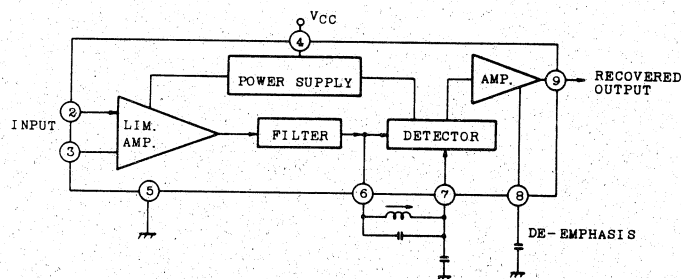 VCC
4
POWER SUPPLY
AMP.
9
RECOVERED
OUTPUT
INPUT
2
3
LIM.
AMP.
FILTER
DETECTOR
5
6
7
8
DE-EMPHASIS